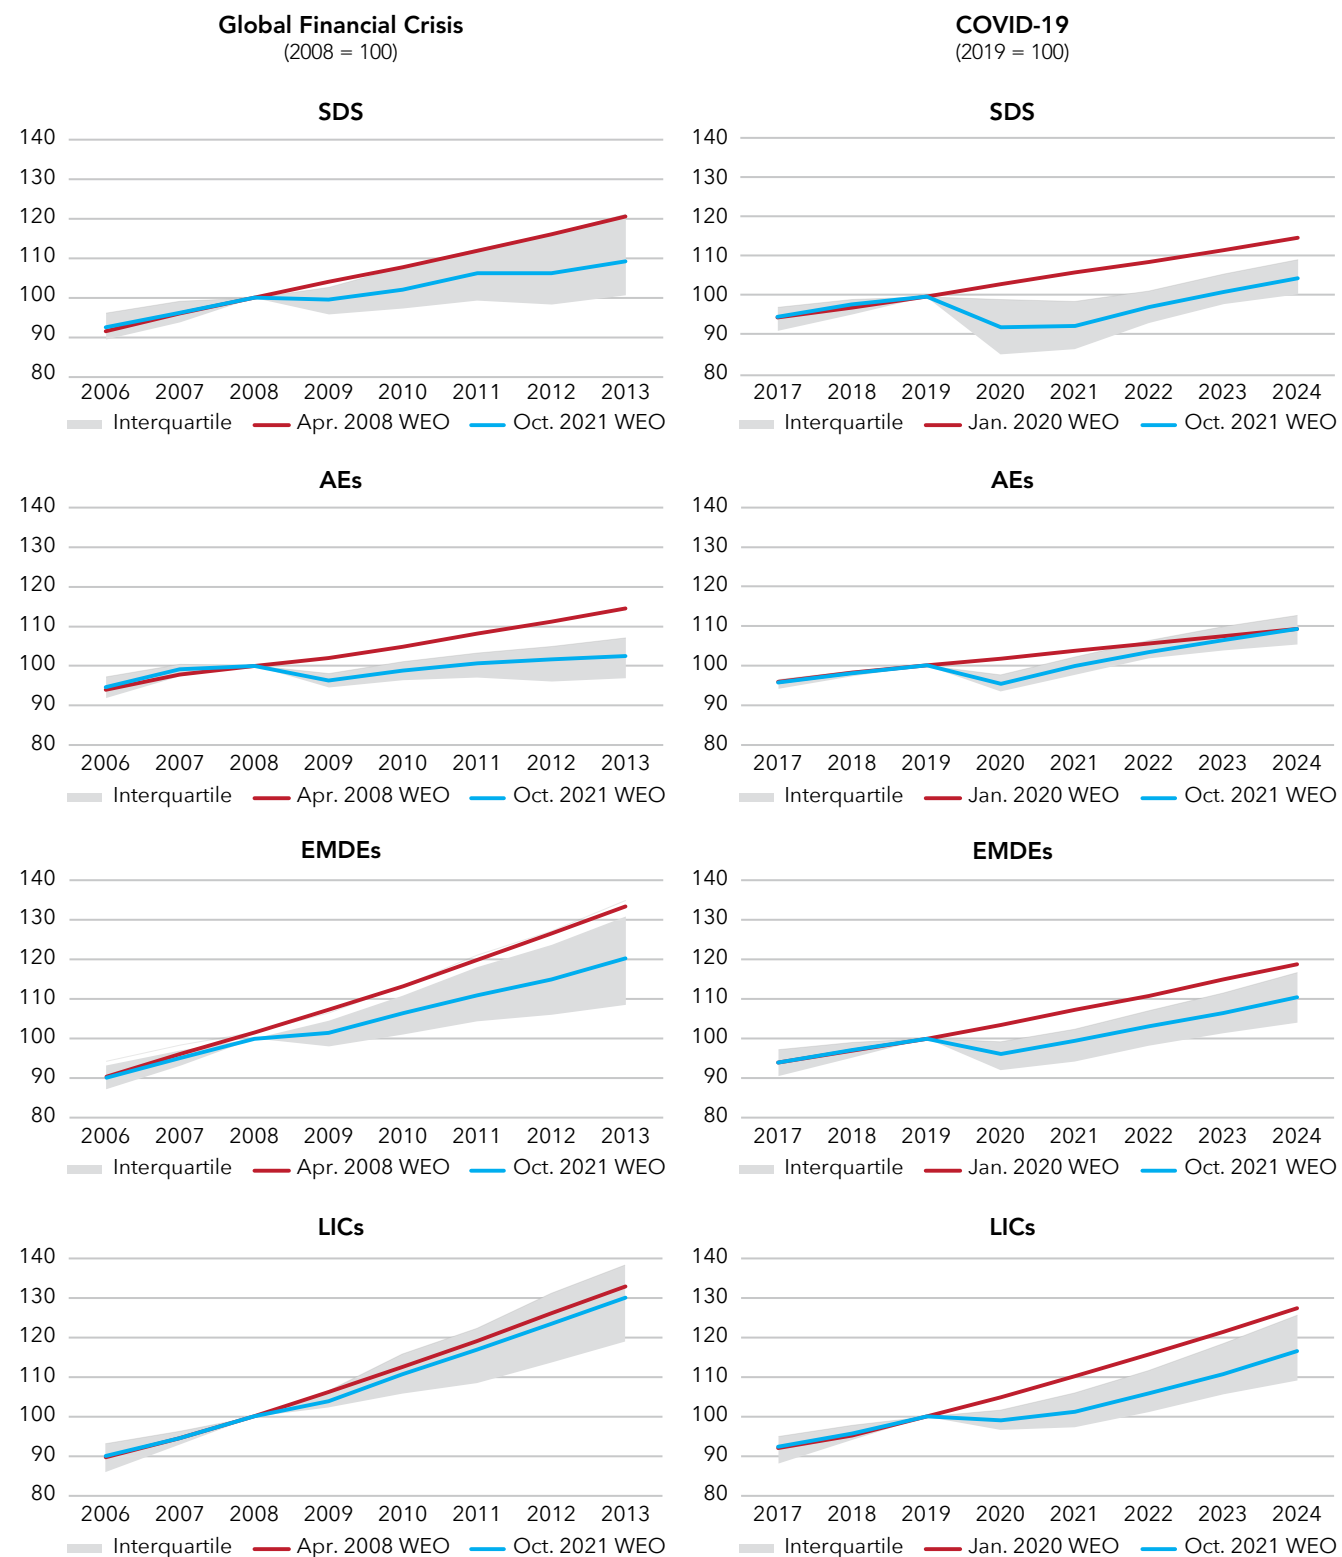 Global Financial Crisis
(2008 = 100)
COVID-19
(2019 = 100)
SDS
140
130
120
110
100
90
80
2006 2007 2008 2009 2010 2011 2012 2013
Interquartile Apr. 2008 WEO Oct. 2021 WEO
SDS
140
130
120
110
100
90
80
2017 2018 2019 2020 2021 2022 2023 2024
Interquartile Jan. 2020 WEO Oct. 2021 WEO
AEs
140
130
120
110
100
90
80
2006 2007 2008 2009 2010 2011 2012 2013
Interquartile Apr. 2008 WEO Oct. 2021 WEO
AEs
140
130
120
110
100
90
80
2017 2018 2019 2020 2021 2022 2023 2024
Interquartile Jan. 2020 WEO Oct. 2021 WEO
EMDEs
140
130
120
110
100
90
80
2006 2007 2008 2009 2010 2011 2012 2013
Interquartile Apr. 2008 WEO Oct. 2021 WEO
EMDEs
140
130
120
110
100
90
80
2017 2018 2019 2020 2021 2022 2023 2024
Interquartile Jan. 2020 WEO Oct. 2021 WEO
LICs
140
130
120
110
100
90
80
2006 2007 2008 2009 2010 2011 2012 2013
Interquartile Apr. 2008 WEO Oct. 2021 WEO
LICs
140
130
120
110
100
90
80
2017 2018 2019 2020 2021 2022 2023 2024
Interquartile Jan. 2020 WEO Oct. 2021 WEO